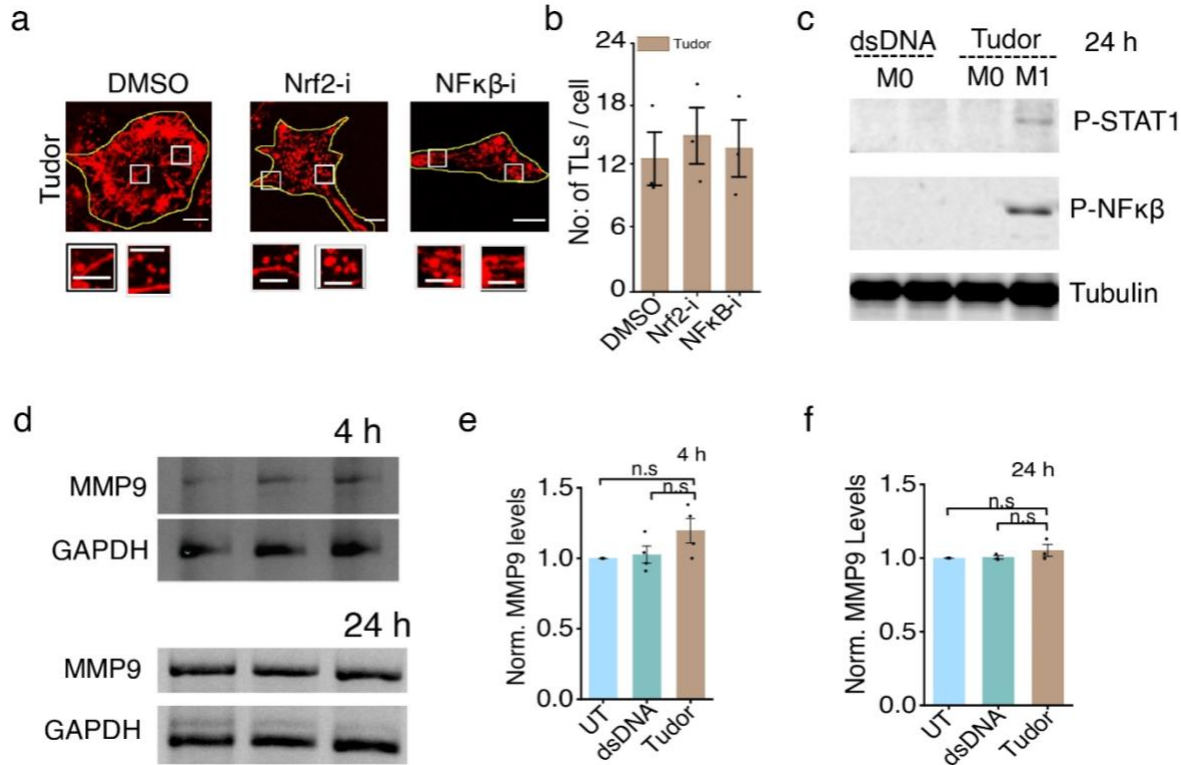 a
DMSO
Nrf2-i
NFκβ-i
Tudor
b
24
18
12
6
0
No: of TLs / cell
Tudor
DMSO
Nrf2-i
NFκB-i
c
dsDNA
Tudor
24 h
M0
M0 M1
P-STAT1
P-NFκβ
Tubulin
d
4 h
MMP9
GAPDH
24 h
MMP9
GAPDH
e
4 h
n.s
n.s
1.5
1.0
0.5
0.0
Norm. MMP9 levels
UT
dsDNA
Tudor
f
24 h
n.s
n.s
1.5
1.0
0.5
0.0
Norm. MMP9 Levels
UT
dsDNA
Tudor